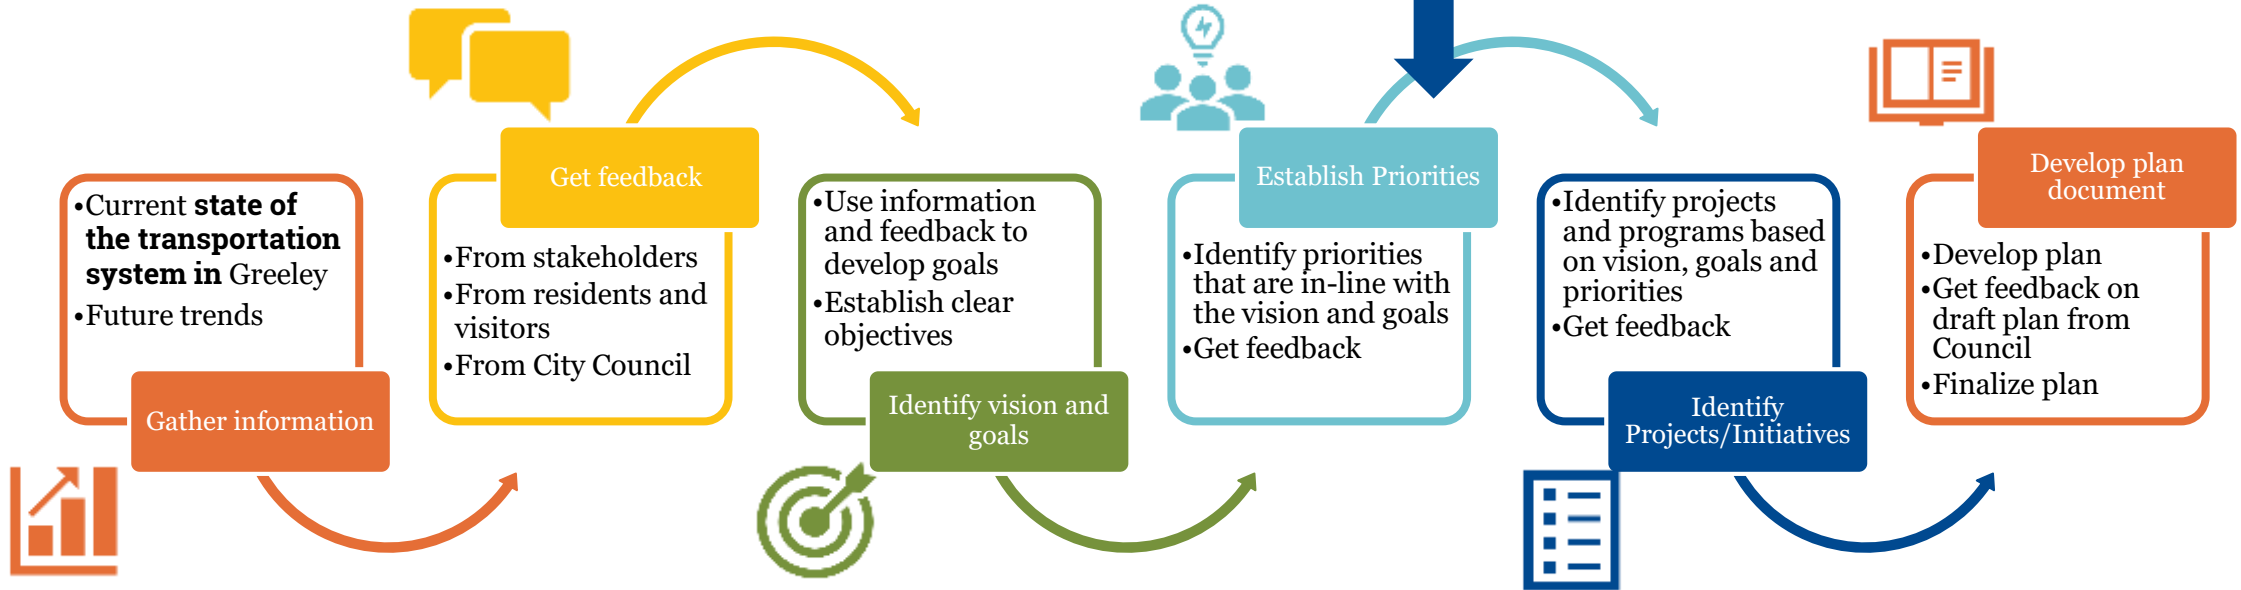 •Current state of
the transportation
system in Greeley
•Future trends
Gather information
Get feedback
•From stakeholders
•From residents and
visitors
•From City Council
•Use information
and feedback to
develop goals
•Establish clear
objectives
Identify vision and
goals
Establish Priorities
•Identify priorities
that are in-line with
the vision and goals
•Get feedback
•Identify projects
and programs based
on vision, goals and
priorities
•Get feedback
Identify
Projects/Initiatives
Develop plan
document
•Develop plan
•Get feedback on
draft plan from
Council
•Finalize plan